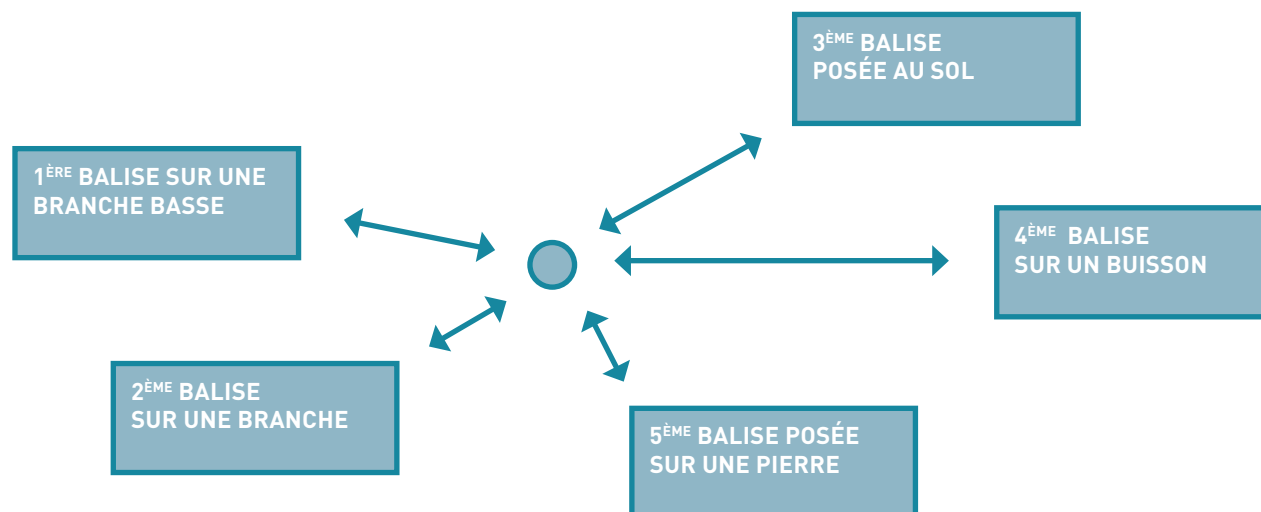 3ÈME BALISE
POSÉE AU SOL
1ÈRE BALISE SUR UNE
BRANCHE BASSE
4ÈME BALISE
SUR UN BUISSON
2ÈME BALISE
SUR UNE BRANCHE
5ÈME BALISE POSÉE
SUR UNE PIERRE